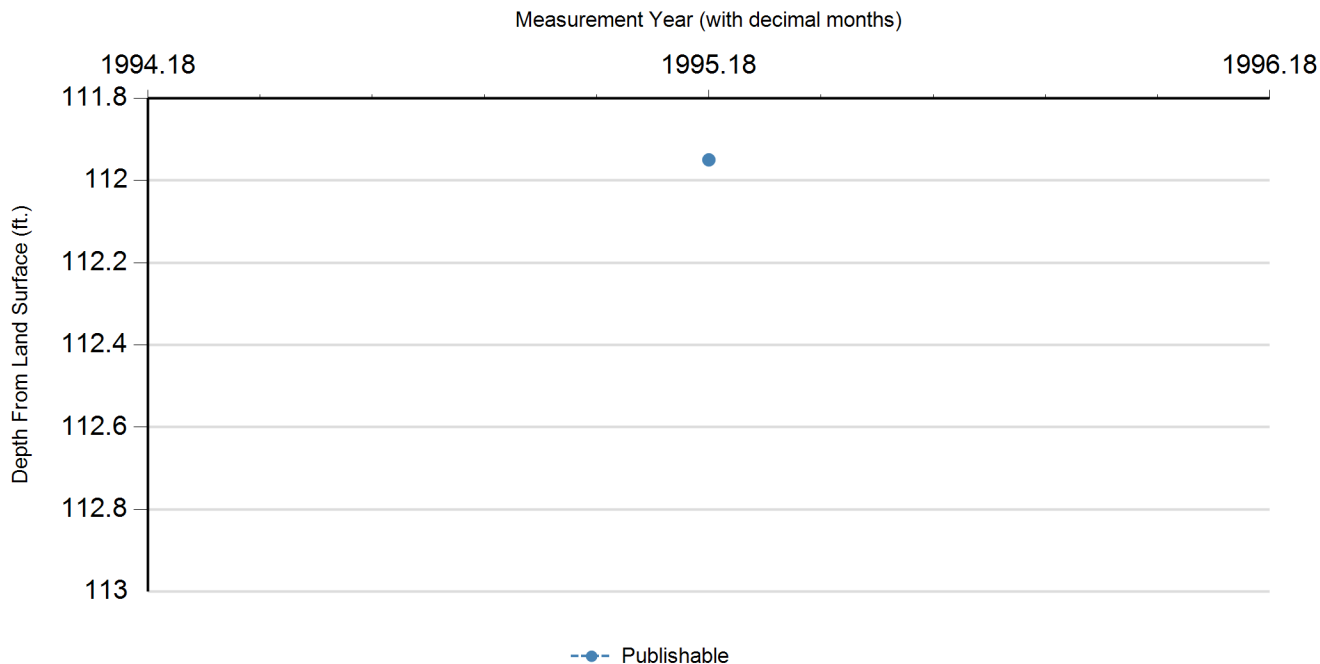 Measurement Year (with decimal months)
1994.18 1995.18 1996.18
111.8
112
112.2
112.4
112.6
112.8
113
Depth From Land Surface (ft.)
Publishable